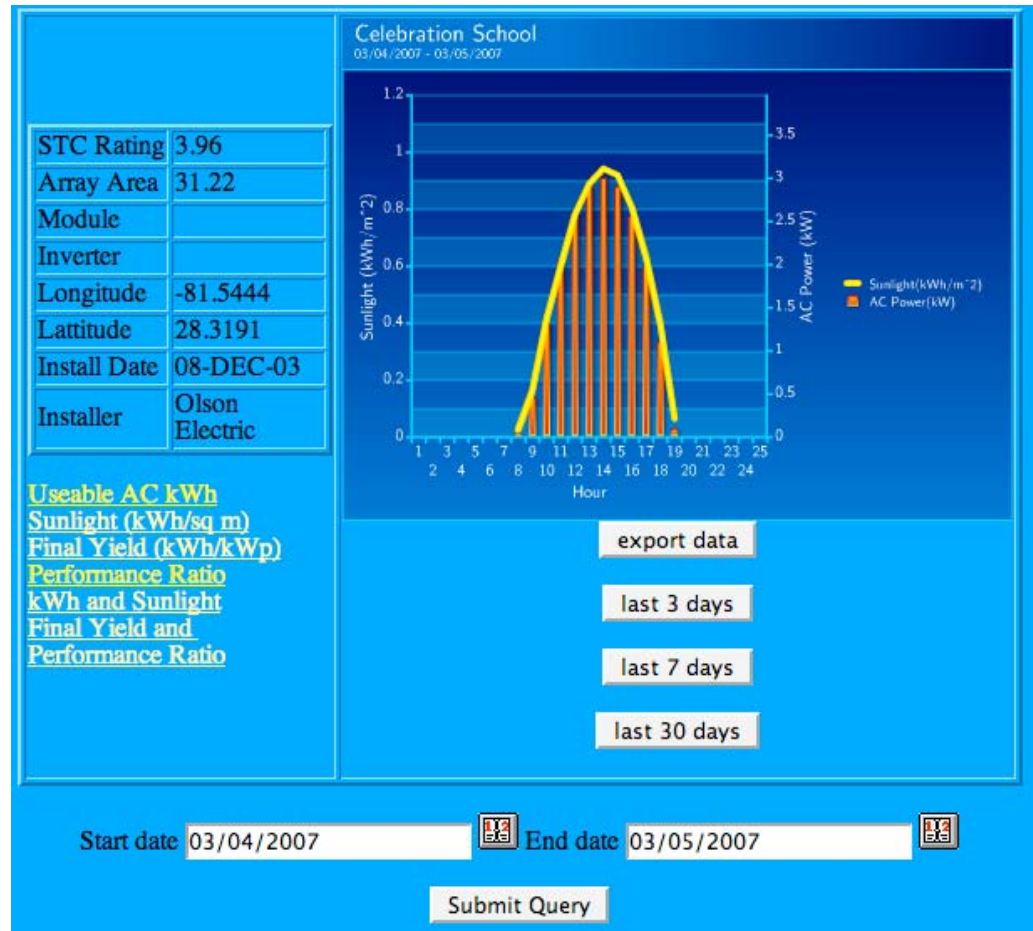 STC Rating 3.96
Array Area 31.22
Module
Inverter
Longitude -81.5444
Lattitude 28.3191
Install Date 08-DEC-03
Installer Olson
Electric
Useable AC kWh
Sunlight (kWh/sq m)
Final Yield (kWh/kWp)
Performance Ratio
kWh and Sunlight
Final Yield and
Performance Ratio
Celebration School
03/04/2007 - 03/05/2007
Sunlight (kWh/m^2)
1.2
1
0.8
0.6
0.4
0.2
0
3.5
3
2.5
2
1.5
1
0.5
0
AC Power (kW)
1 3 5 7 9 11 13 15 17 19 21 23 25
2 4 6 8 10 12 14 16 18 20 22 24
Hour
Sunlight(kWh/m^2)
AC Power(kW)
export data
last 3 days
last 7 days
last 30 days
Start date 03/04/2007 End date 03/05/2007
Submit Query